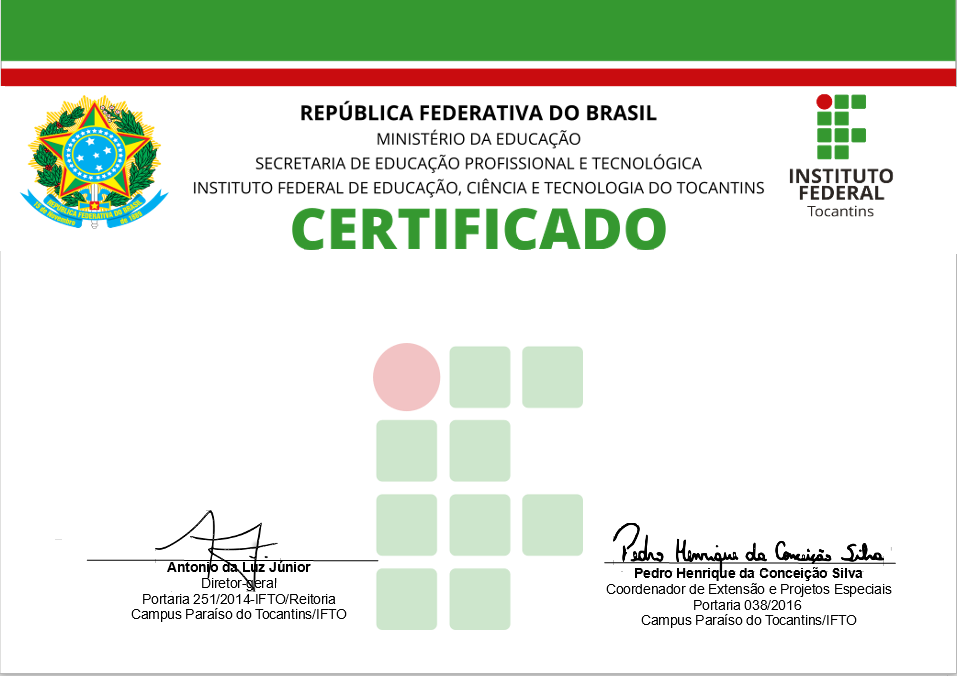 REPÚBLICA FEDERATIVA DO BRASIL
MINISTÉRIO DA EDUCAÇÃO
SECRETARIA DE EDUCAÇÃO PROFISSIONAL E TECNOLÓGICA
INSTITUTO FEDERAL DE EDUCAÇÃO, CIÊNCIA E TECNOLOGIA DO TOCANTINS
CERTIFICADO
REPÚBLICA FEDERATIVA DO BRASIL
15 de Novembro de 1889
INSTITUTO
FEDERAL
Tocantins
Antonio da Luz Júnior
Diretor-geral
Portaria 251/2014-IFTO/Reitoria
Campus Paraíso do Tocantins/IFTO
Pedro Henrique da Conceição Silva
Pedro Henrique da Conceição Silva
Coordenador de Extensão e Projetos Especiais
Portaria 038/2016
Campus Paraíso do Tocantins/IFTO